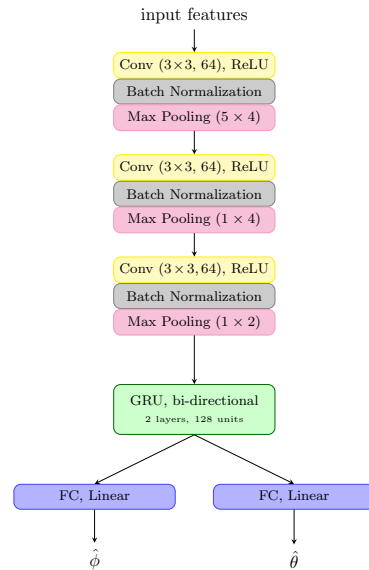 input features
Conv (3×3, 64), ReLU
Batch Normalization
Max Pooling (5 × 4)
Conv (3×3, 64), ReLU
Batch Normalization
Max Pooling (1 × 4)
Conv (3×3, 64), ReLU
Batch Normalization
Max Pooling (1 × 2)
GRU, bi-directional
2 layers, 128 units
FC, Linear
FC, Linear
ϕ̂
θ̂